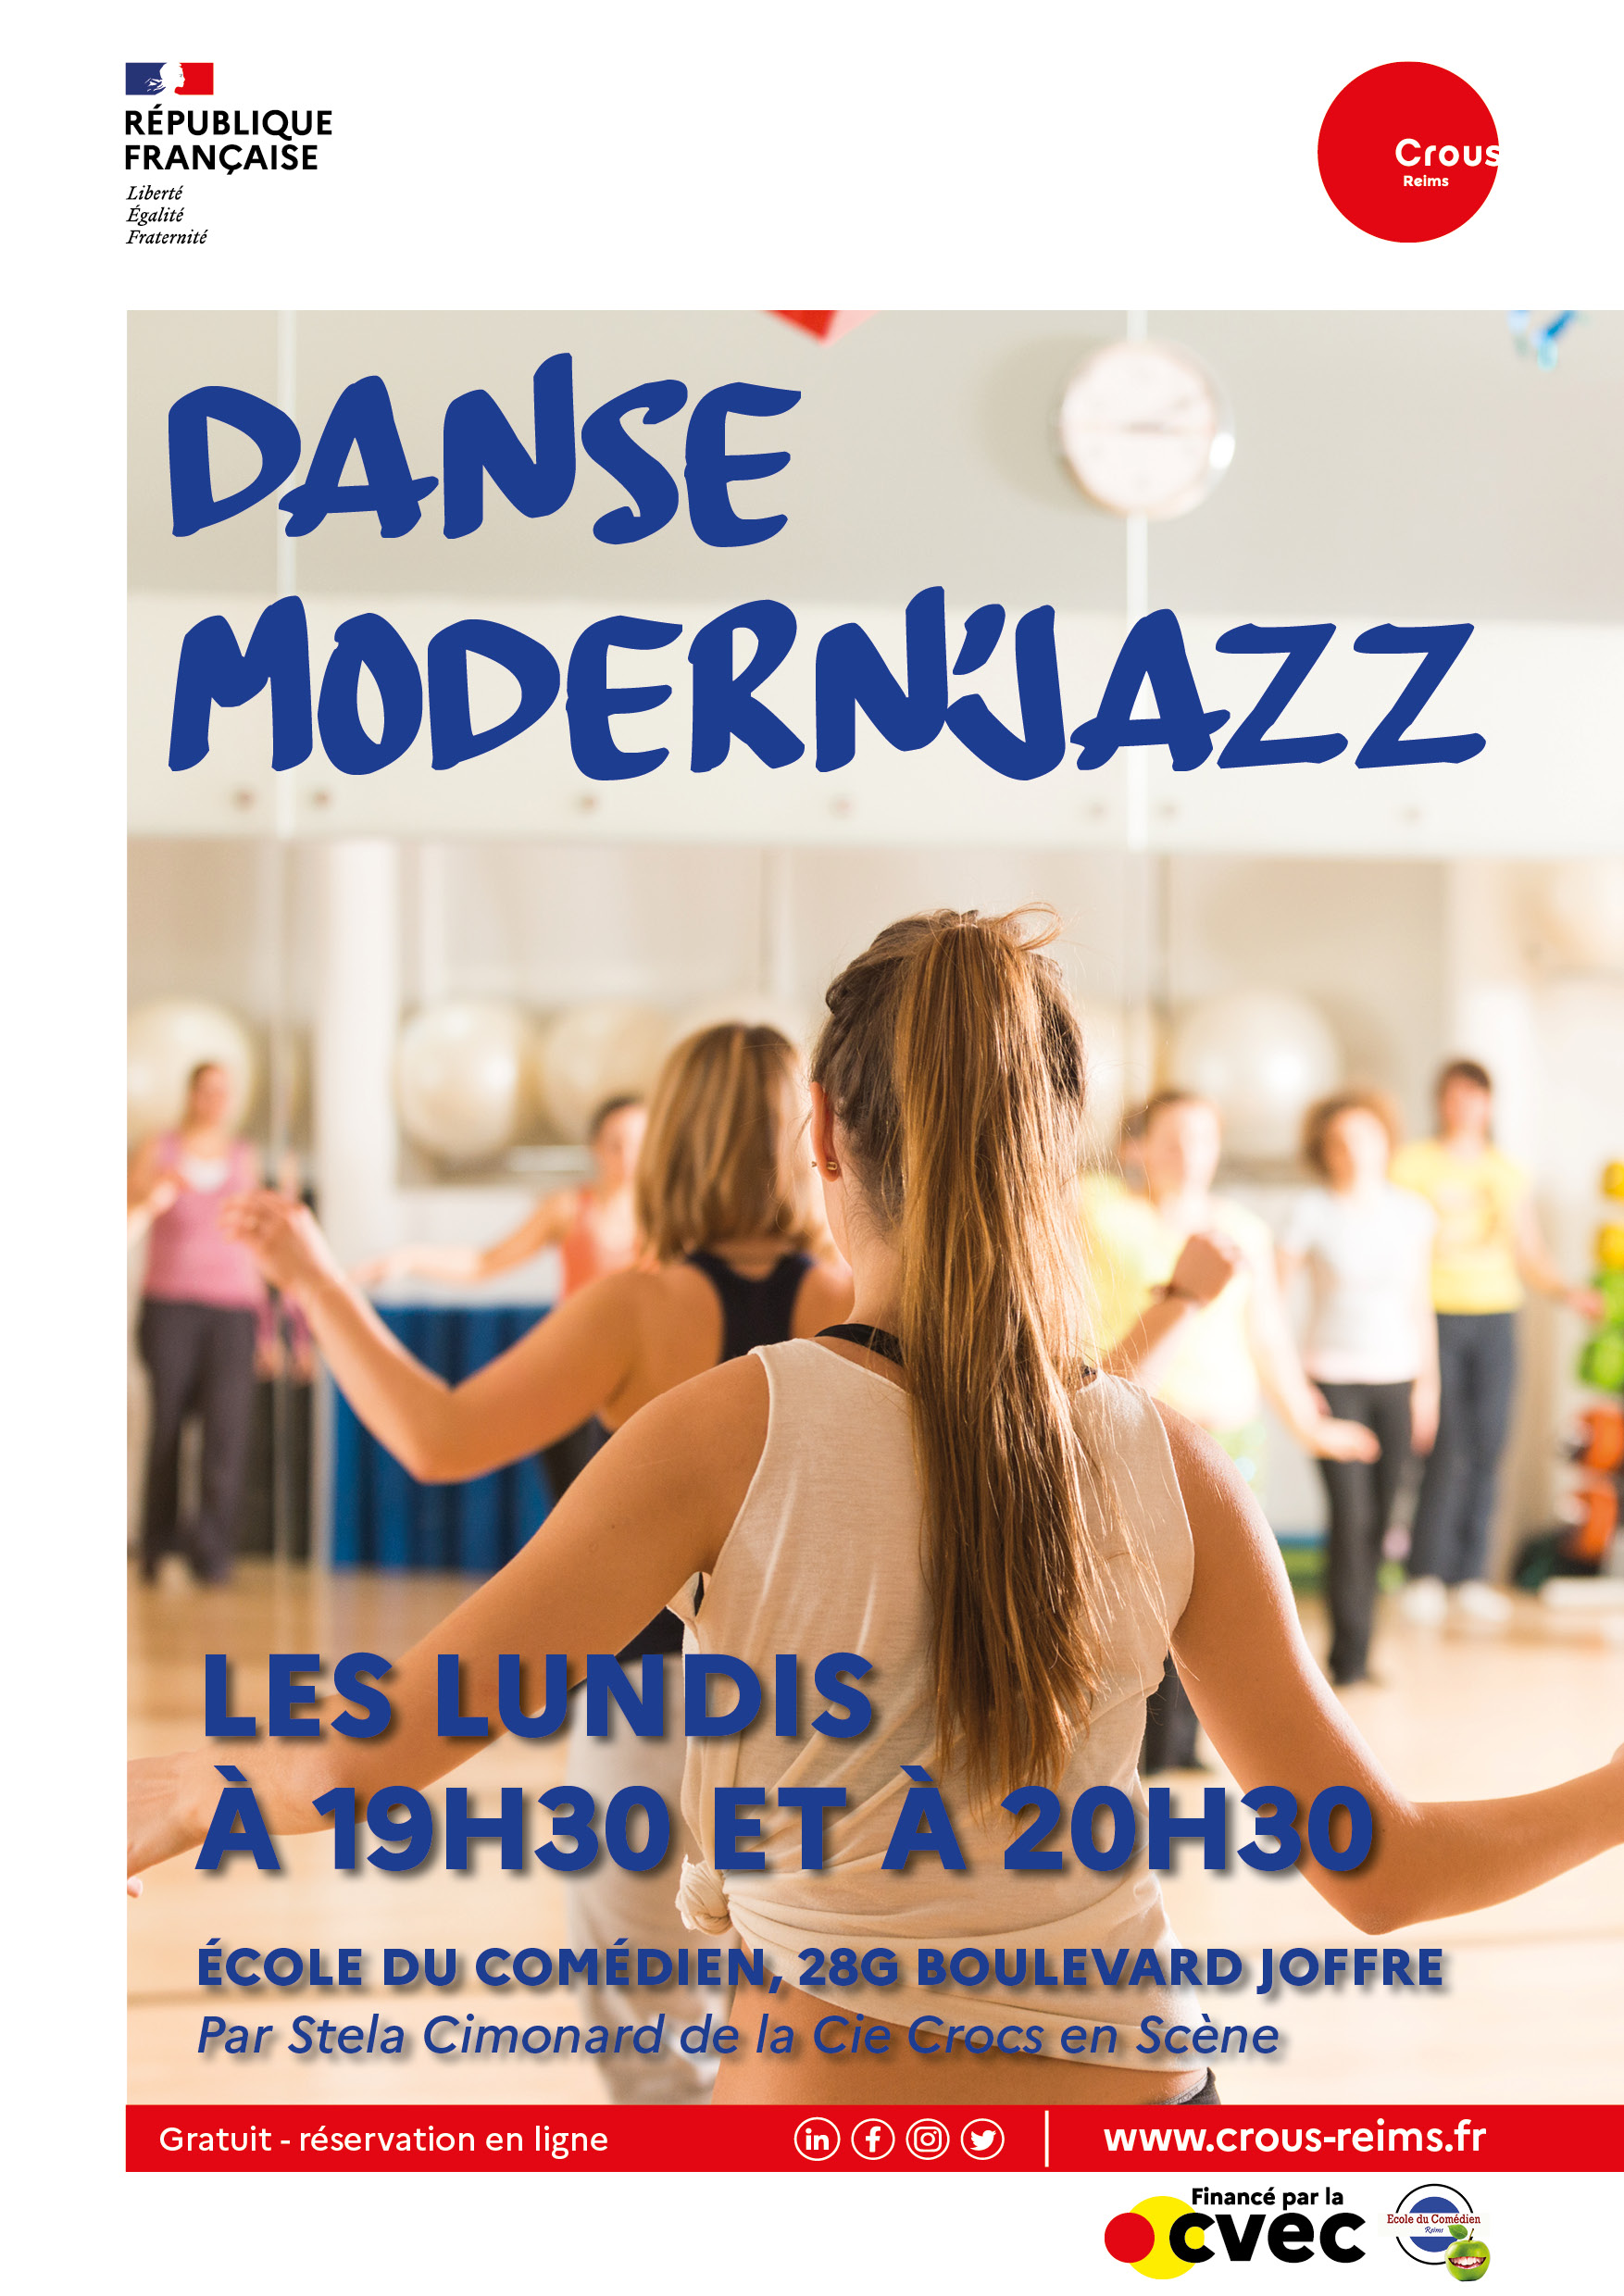 RÉPUBLIQUE
FRANÇAISE
Liberté
Égalité
Fraternité
Crous
Reims
DANSE
MODERN'JAZZ
LES LUNDIS
À 19H30 ET À 20H30
ÉCOLE DU COMÉDIEN, 28G BOULEVARD JOFFRE
Par Stela Cimonard de la Cie Crocs en Scène
Gratuit - réservation en ligne
www.crous-reims.fr
Financé par la
cvec
Ecole du Comédien
Reims